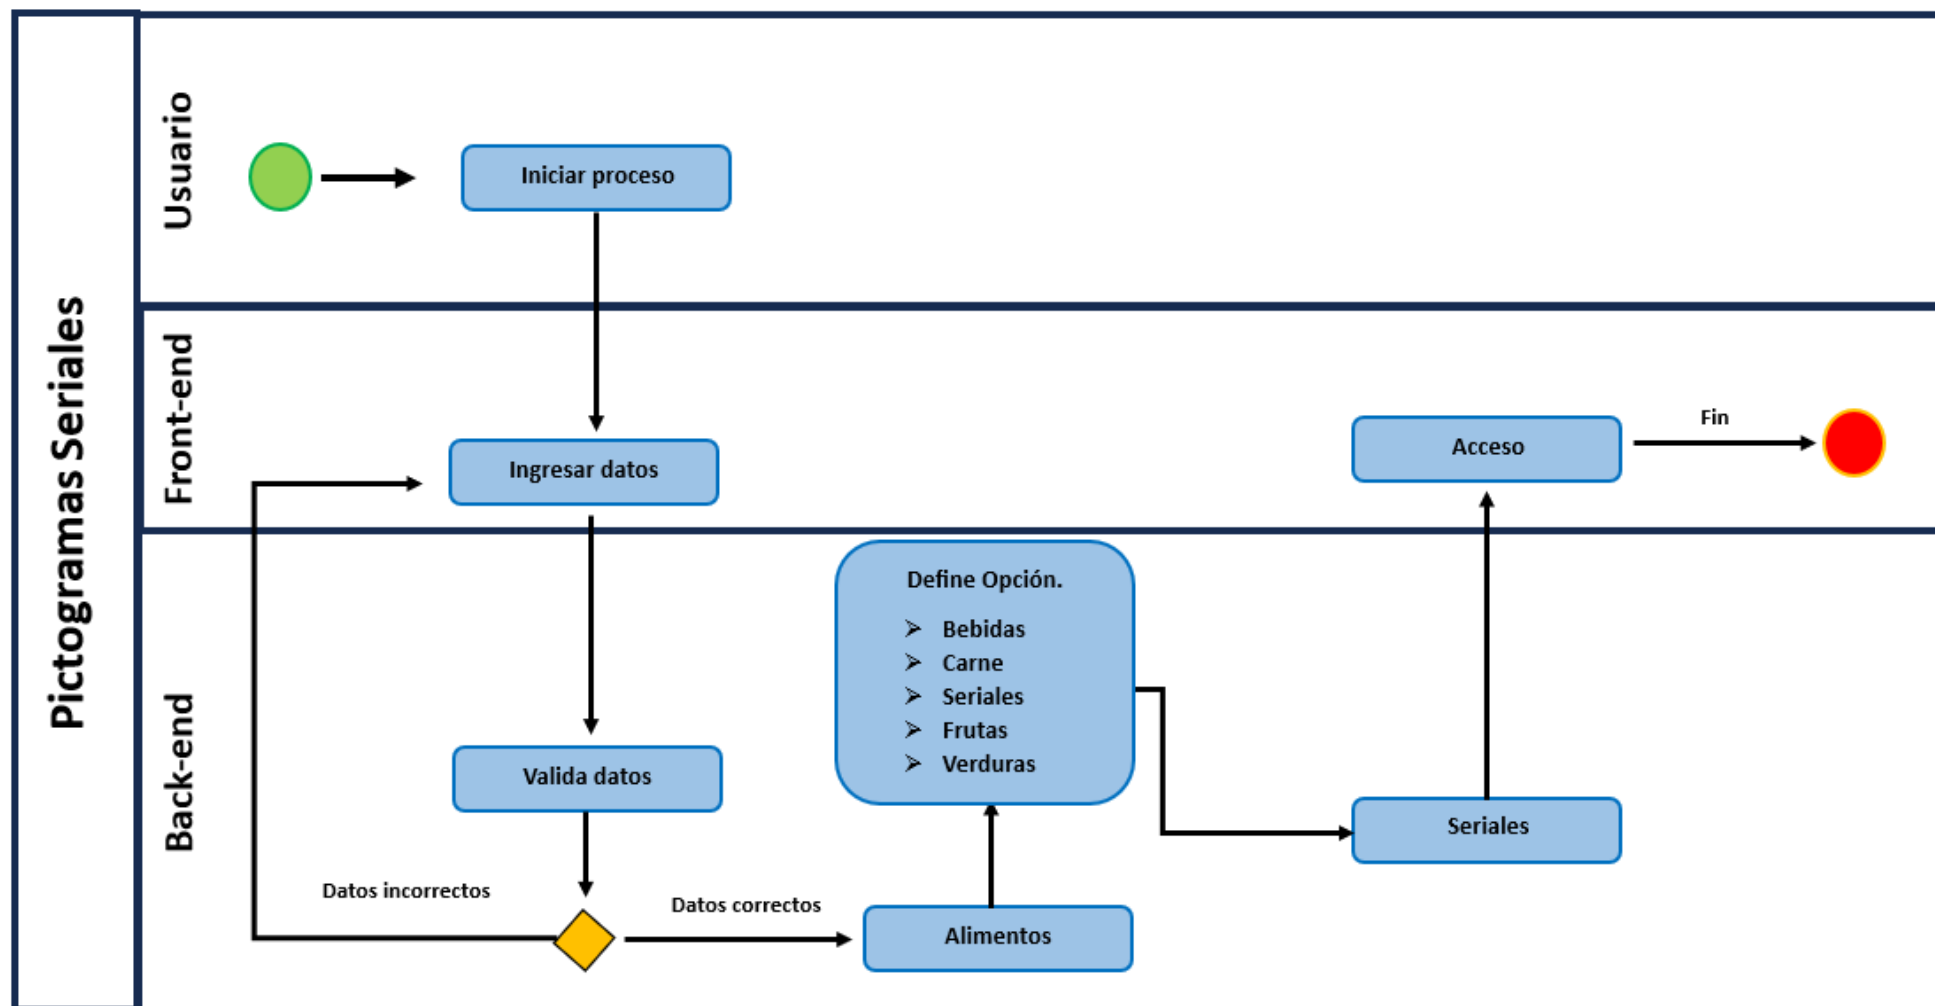 Pictogramas Seriales
Usuario
Iniciar proceso
Front-end
Ingresar datos
Acceso
Fin
Back-end
Define Opción.
➢ Bebidas
➢ Carne
➢ Seriales
➢ Frutas
➢ Verduras
Valida datos
Seriales
Datos incorrectos
Datos correctos
Alimentos